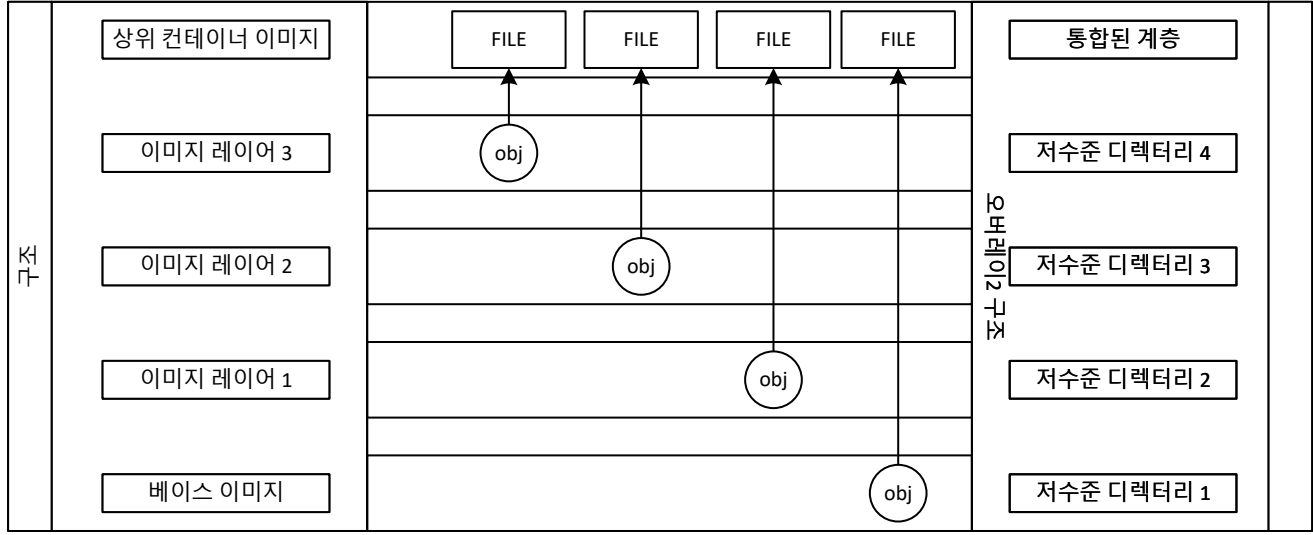 상위 컨테이너 이미지
FILE
FILE
FILE
FILE
통합된 계층
이미지 레이어 3
obj
저수준 디렉터리 4
구조
이미지 레이어 2
obj
오버레이2 구조
저수준 디렉터리 3
이미지 레이어 1
obj
저수준 디렉터리 2
베이스 이미지
obj
저수준 디렉터리 1